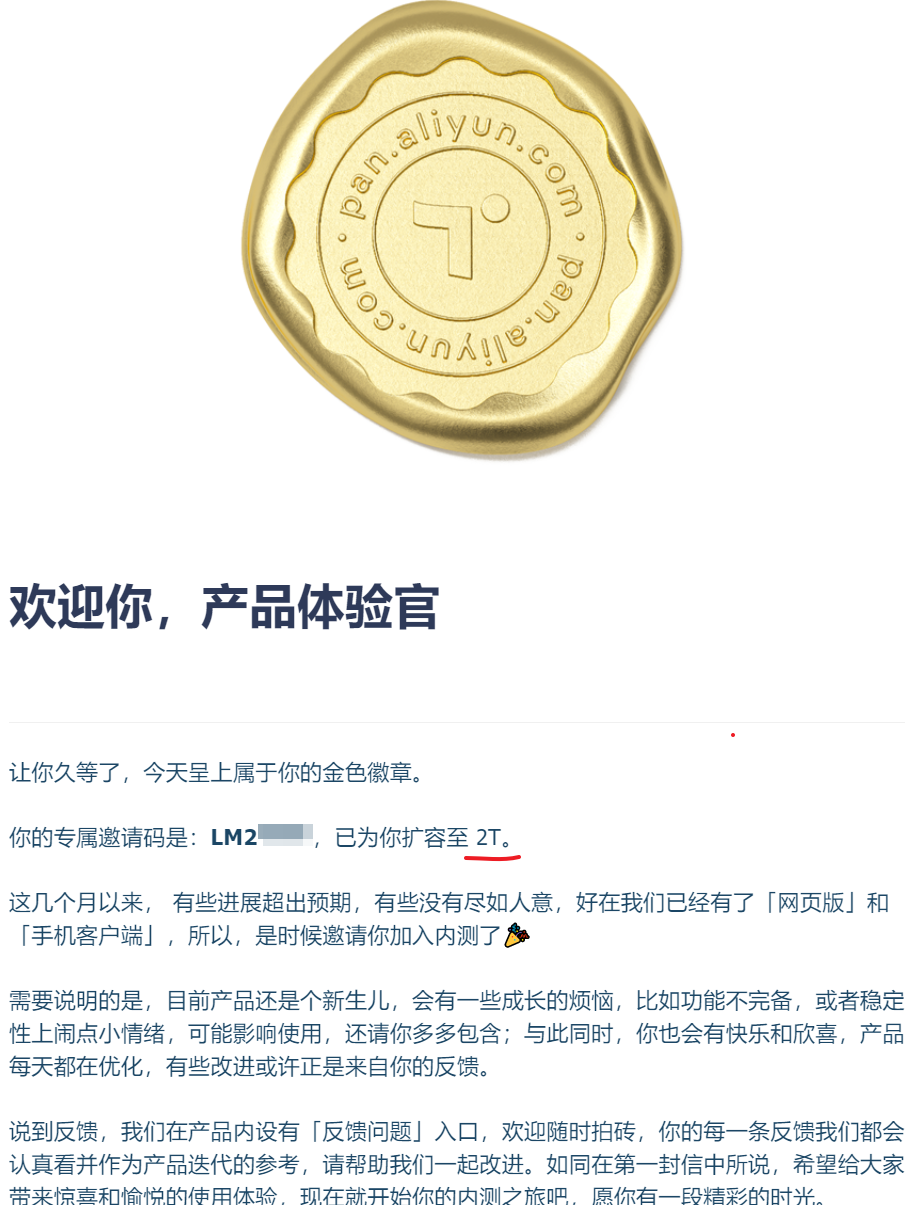 pan.aliyun.com · pan.aliyun.com ·
欢迎你，产品体验官
让你久等了，今天呈上属于你的金色徽章。
你的专属邀请码是：LM2 ，已为你扩容至 2T。
这几个月以来， 有些进展超出预期，有些没有尽如人意，好在我们已经有了「网页版」和
「手机客户端」，所以，是时候邀请你加入内测了🎉
需要说明的是，目前产品还是个新生儿，会有一些成长的烦恼，比如功能不完备，或者稳定
性上闹点小情绪，可能影响使用，还请你多多包含；与此同时，你也会有快乐和欣喜，产品
每天都在优化，有些改进或许正是来自你的反馈。
说到反馈，我们在产品内设有「反馈问题」入口，欢迎随时拍砖，你的每一条反馈我们都会
认真看并作为产品迭代的参考，请帮助我们一起改进。如同在第一封信中所说，希望给大家
带来惊喜和愉悦的使用体验，现在就开始你的内测之旅吧，愿你有一段精彩的时光。